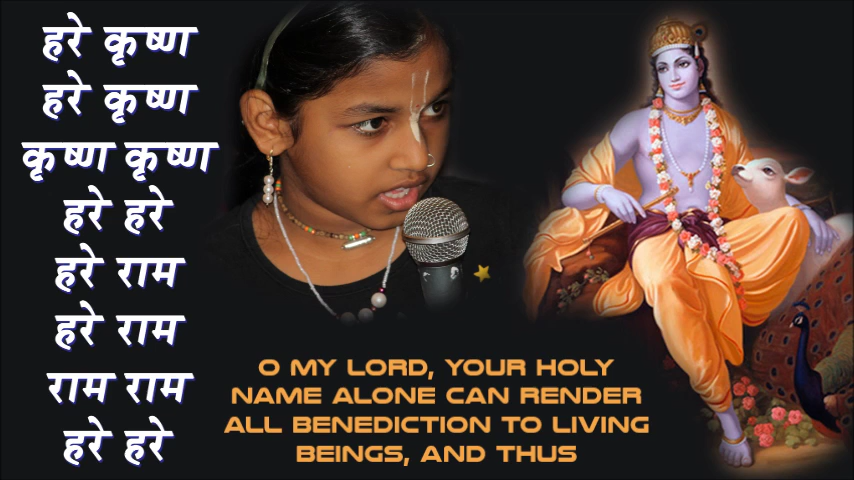 हरे कृष्ण
हरे कृष्ण
कृष्ण कृष्ण
हरे हरे
हरे राम
हरे राम
राम राम
हरे हरे
O MY LORD, YOUR HOLY
NAME ALONE CAN RENDER
ALL BENEDICTION TO LIVING
BEINGS, AND THUS